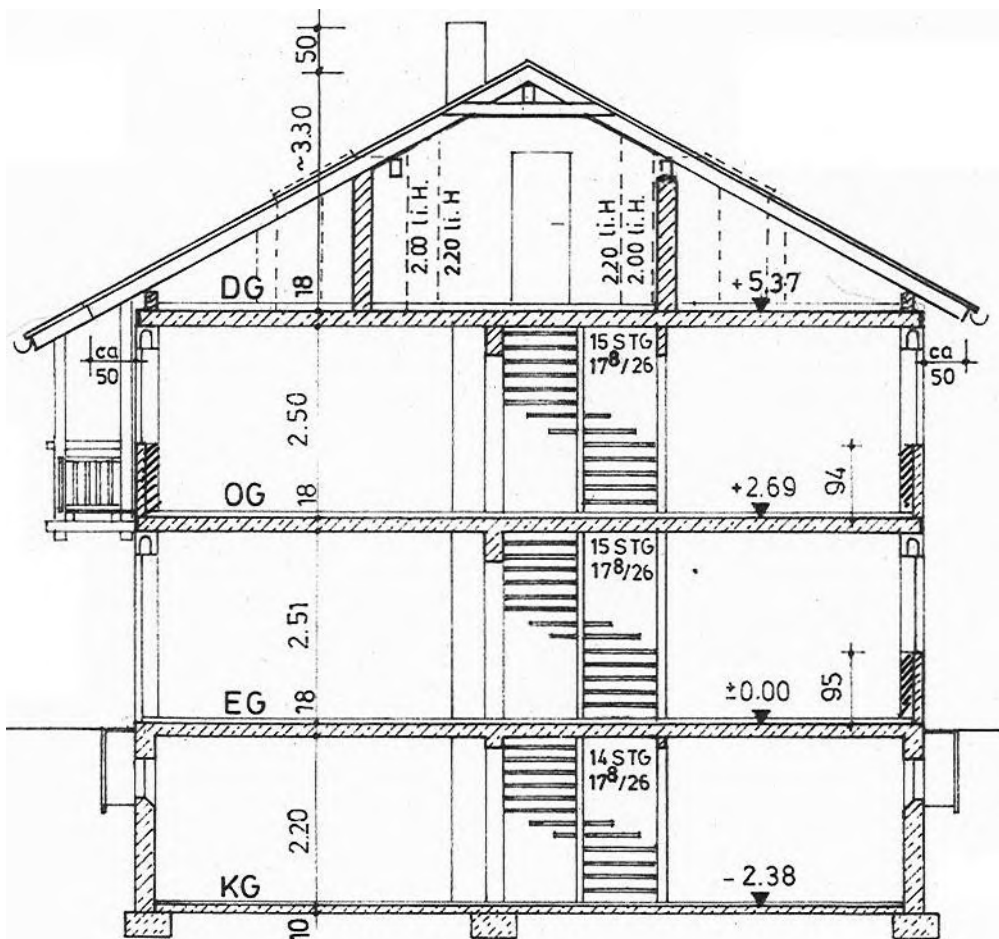 50
~3.30
2.00 li. H.
2.20 li. H
2.20 li. H
2.00 li. H.
DG
18
+5.37
ca
50
15 STG
17⁸/26
ca
50
2.50
94
OG
18
+2.69
15 STG
17⁸/26
2.51
95
EG
18
±0.00
14 STG
17⁸/26
2.20
KG
-2.38
10